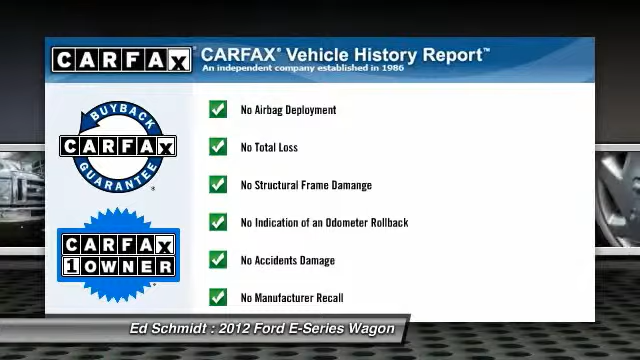 CARFAX
CARFAX® Vehicle History Report™
An independent company established in 1986
BUYBACK
CARFAX
GUARANTEE
®
CARFAX
1 OWNER
No Airbag Deployment
No Total Loss
No Structural Frame Damange
No Indication of an Odometer Rollback
No Accidents Damage
No Manufacturer Recall
Ed Schmidt : 2012 Ford E-Series Wagon